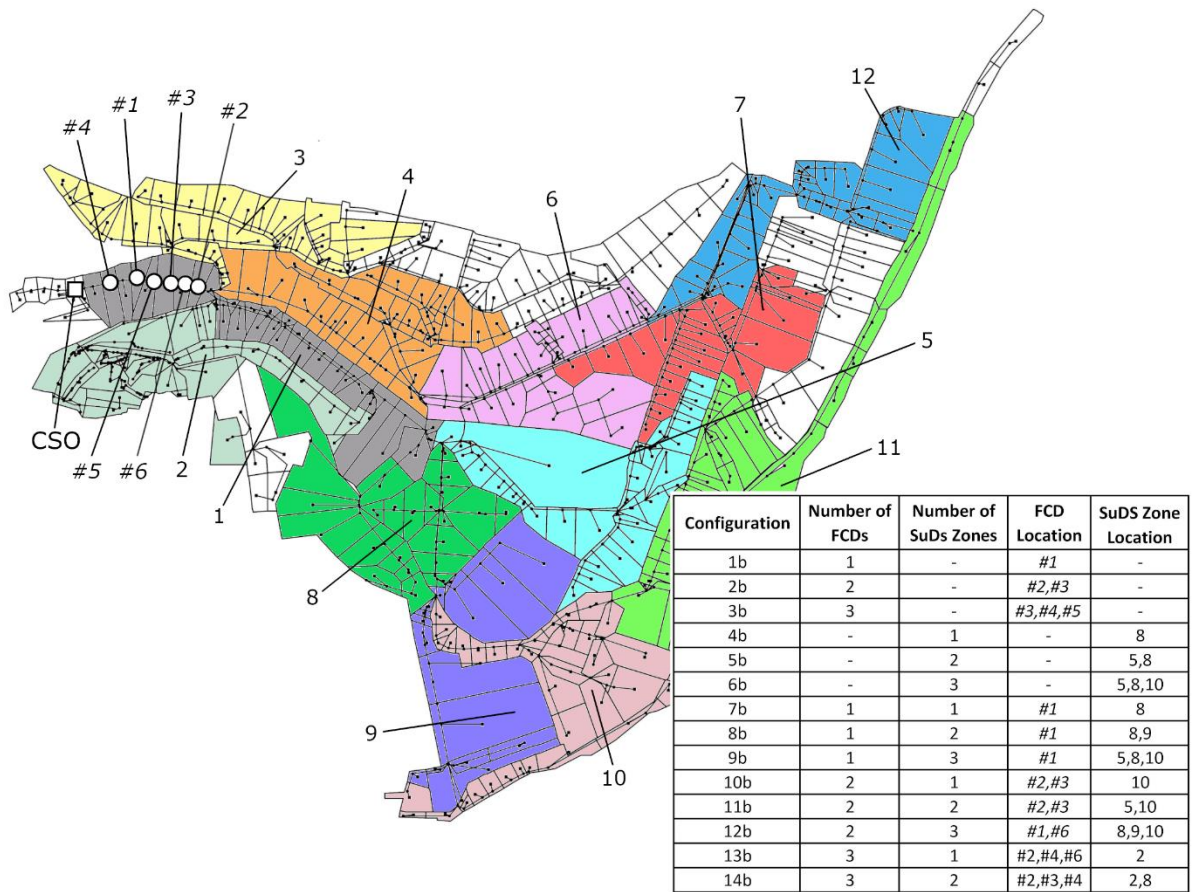 12
7
#3
#1
#2
#4
3
4
6
5
CSO
#5
#6
2
1
11
8
9
10
Configuration Number of FCDs Number of SuDs Zones FCD Location SuDS Zone Location
1b 1 - #1 -
2b 2 - #2,#3 -
3b 3 - #3,#4,#5 -
4b - 1 - 8
5b - 2 - 5,8
6b - 3 - 5,8,10
7b 1 1 #1 8
8b 1 2 #1 8,9
9b 1 3 #1 5,8,10
10b 2 1 #2,#3 10
11b 2 2 #2,#3 5,10
12b 2 3 #1,#6 8,9,10
13b 3 1 #2,#4,#6 2
14b 3 2 #2,#3,#4 2,8